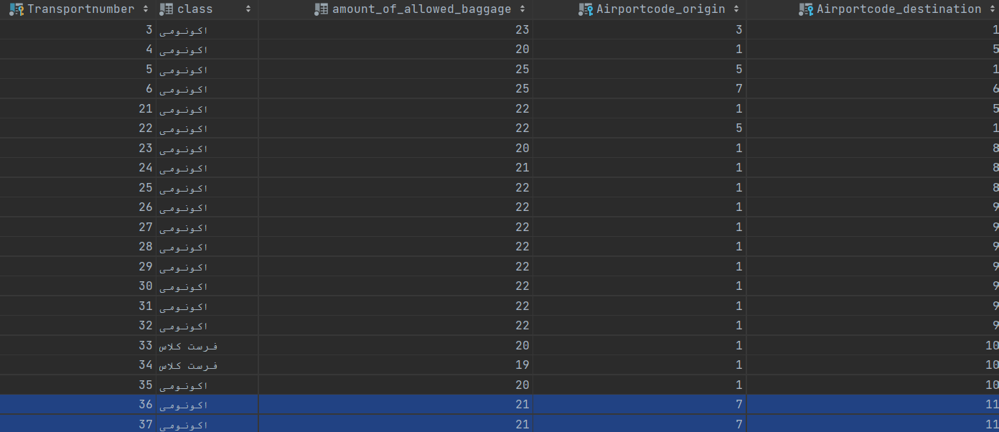 Transportnumber class amount_of_allowed_baggage Airportcode_origin Airportcode_destination
3 اکونومی 23 3 1
4 اکونومی 20 1 5
5 اکونومی 25 5 1
6 اکونومی 25 7 6
21 اکونومی 22 1 5
22 اکونومی 22 5 1
23 اکونومی 20 1 8
24 اکونومی 21 1 8
25 اکونومی 22 1 8
26 اکونومی 22 1 9
27 اکونومی 22 1 9
28 اکونومی 22 1 9
29 اکونومی 22 1 9
30 اکونومی 22 1 9
31 اکونومی 22 1 9
32 اکونومی 22 1 9
33 فرست کلاس 20 1 10
34 فرست کلاس 19 1 10
35 اکونومی 20 1 10
36 اکونومی 21 7 11
37 اکونومی 21 7 11